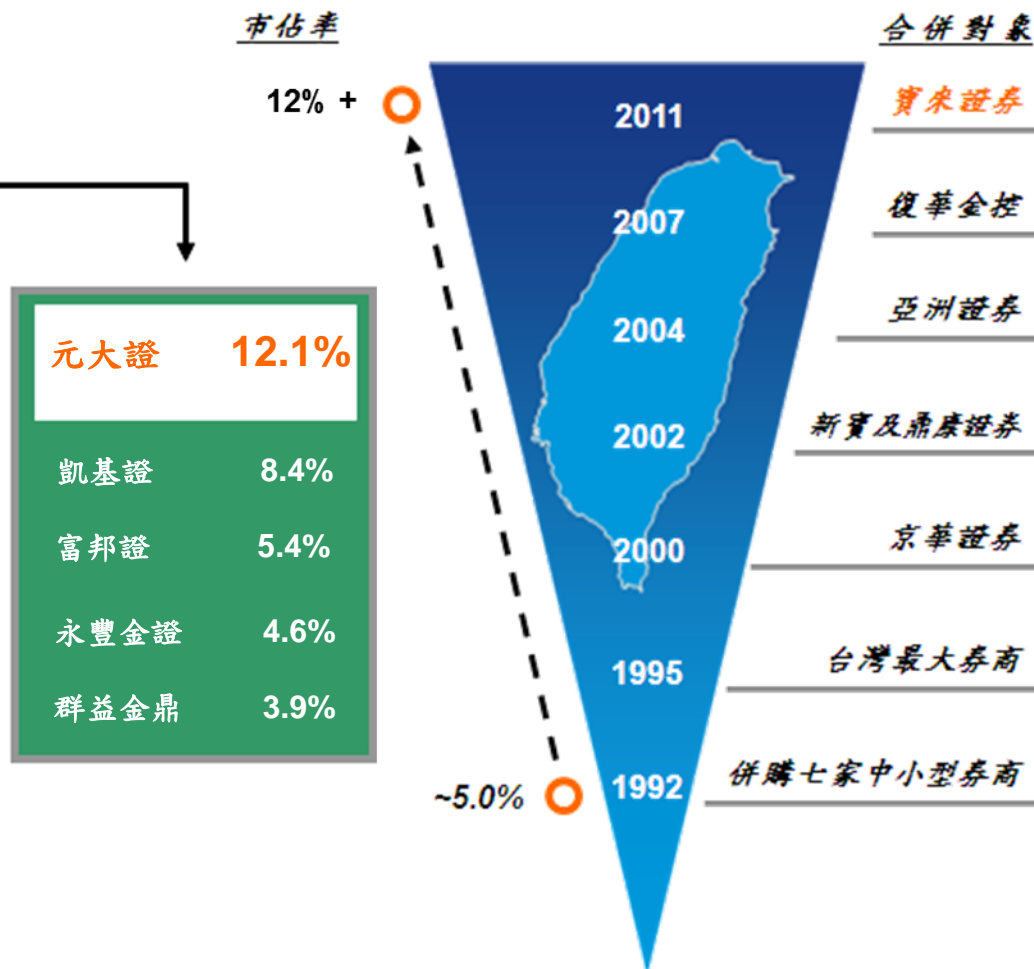 市佔率
合併對象
12% +
2011
寶來證券
2007
復華金控
2004
亞洲證券
元大證 12.1%
2002
新寶及鼎康證券
凱基證 8.4%
富邦證 5.4%
2000
京華證券
永豐金證 4.6%
1995
台灣最大券商
群益金鼎 3.9%
~5.0%
1992
併購七家中小型券商